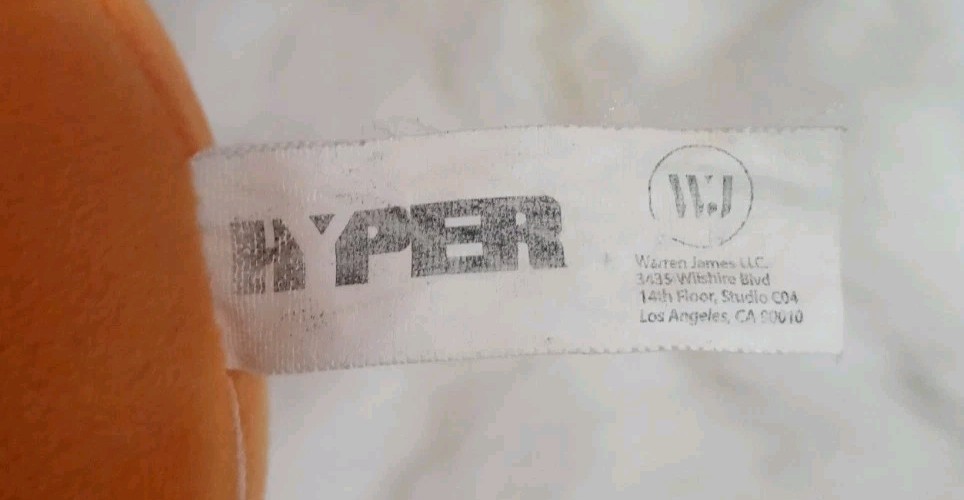 HYPER
WJ
Warren James LLC.
3435 Wilshire Blvd
14th Floor, Studio C04
Los Angeles, CA 90010